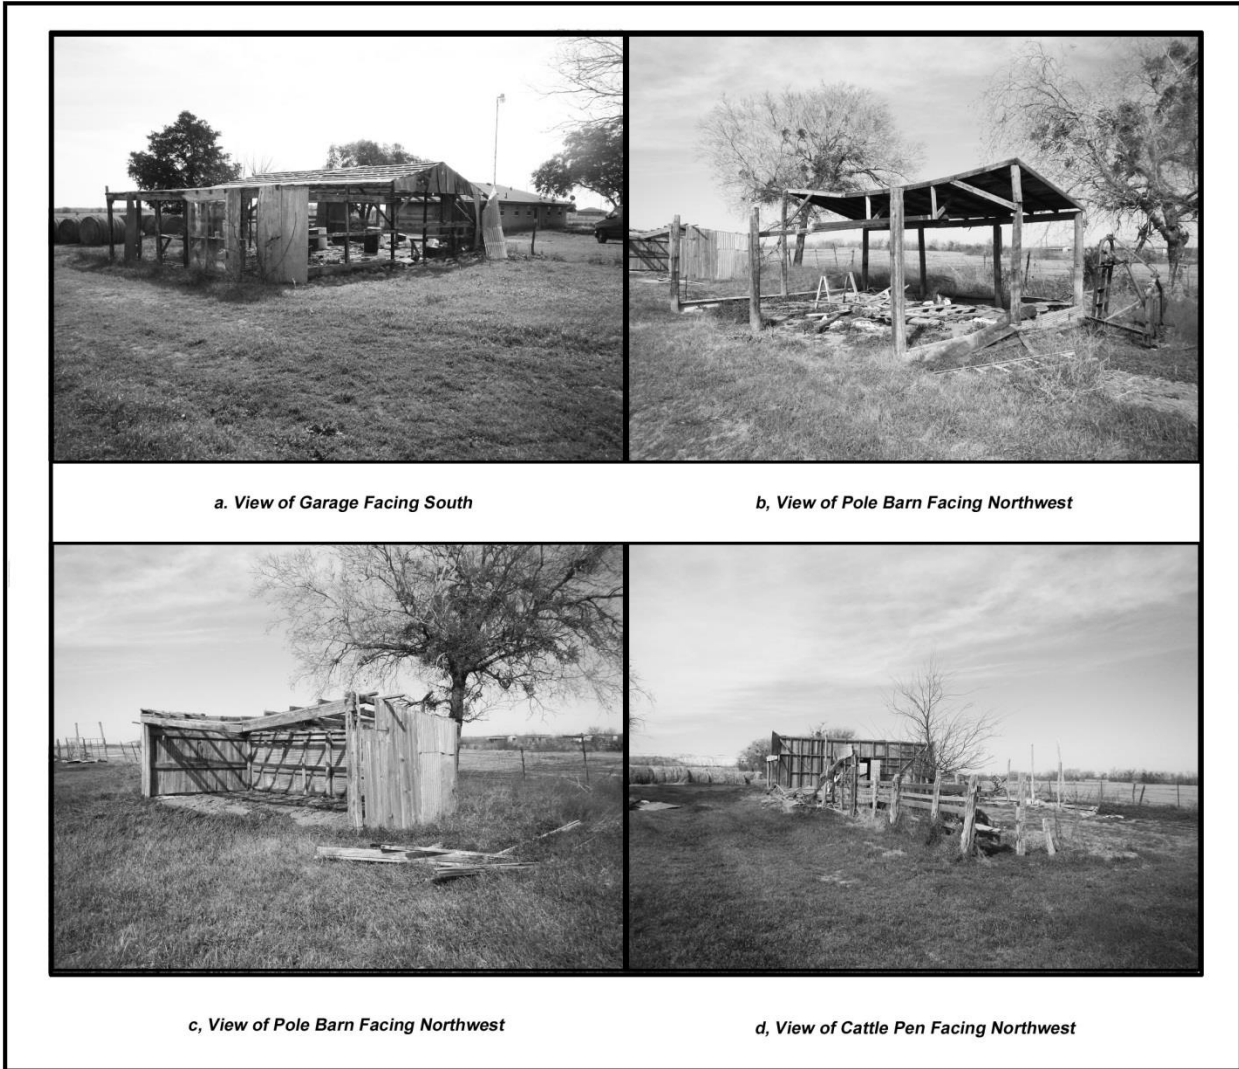 a. View of Garage Facing South
b, View of Pole Barn Facing Northwest
c, View of Pole Barn Facing Northwest
d, View of Cattle Pen Facing Northwest